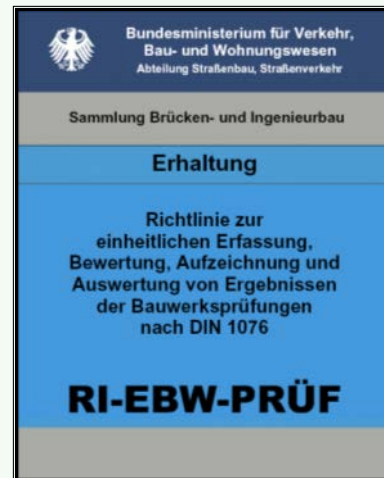 Bundesministerium für Verkehr,
Bau- und Wohnungswesen
Abteilung Straßenbau, Straßenverkehr
Sammlung Brücken- und Ingenieurbau
Erhaltung
Richtlinie zur
einheitlichen Erfassung,
Bewertung, Aufzeichnung und
Auswertung von Ergebnissen
der Bauwerksprüfungen
nach DIN 1076
RI-EBW-PRÜF